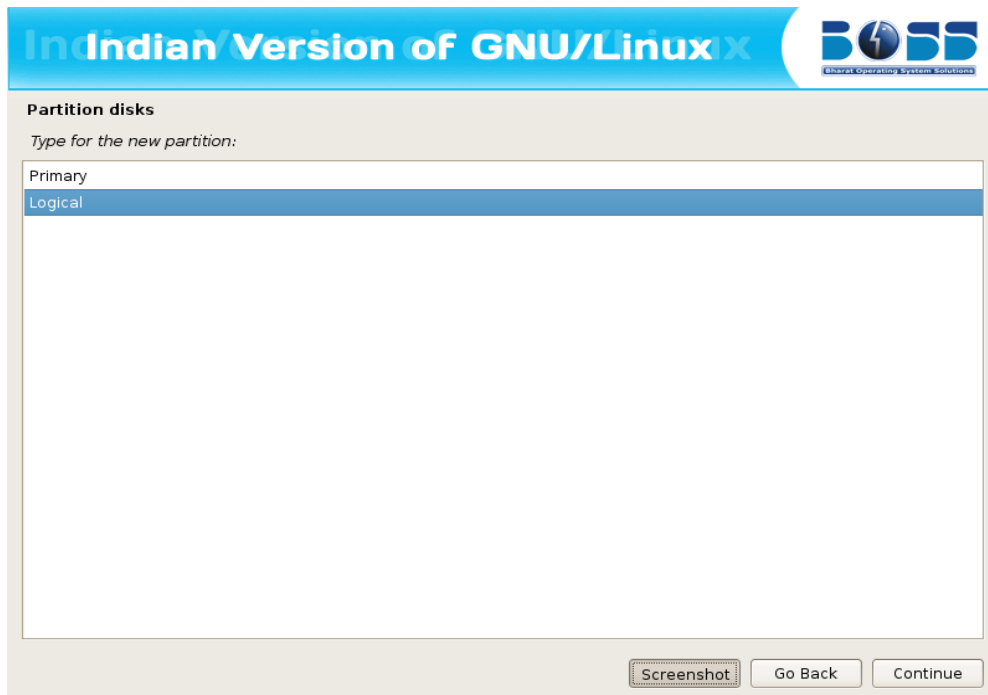 Indian Version of GNU/Linux
BOSS
Bharat Operating System Solutions
Partition disks
Type for the new partition:
Primary
Logical
Screenshot
Go Back
Continue